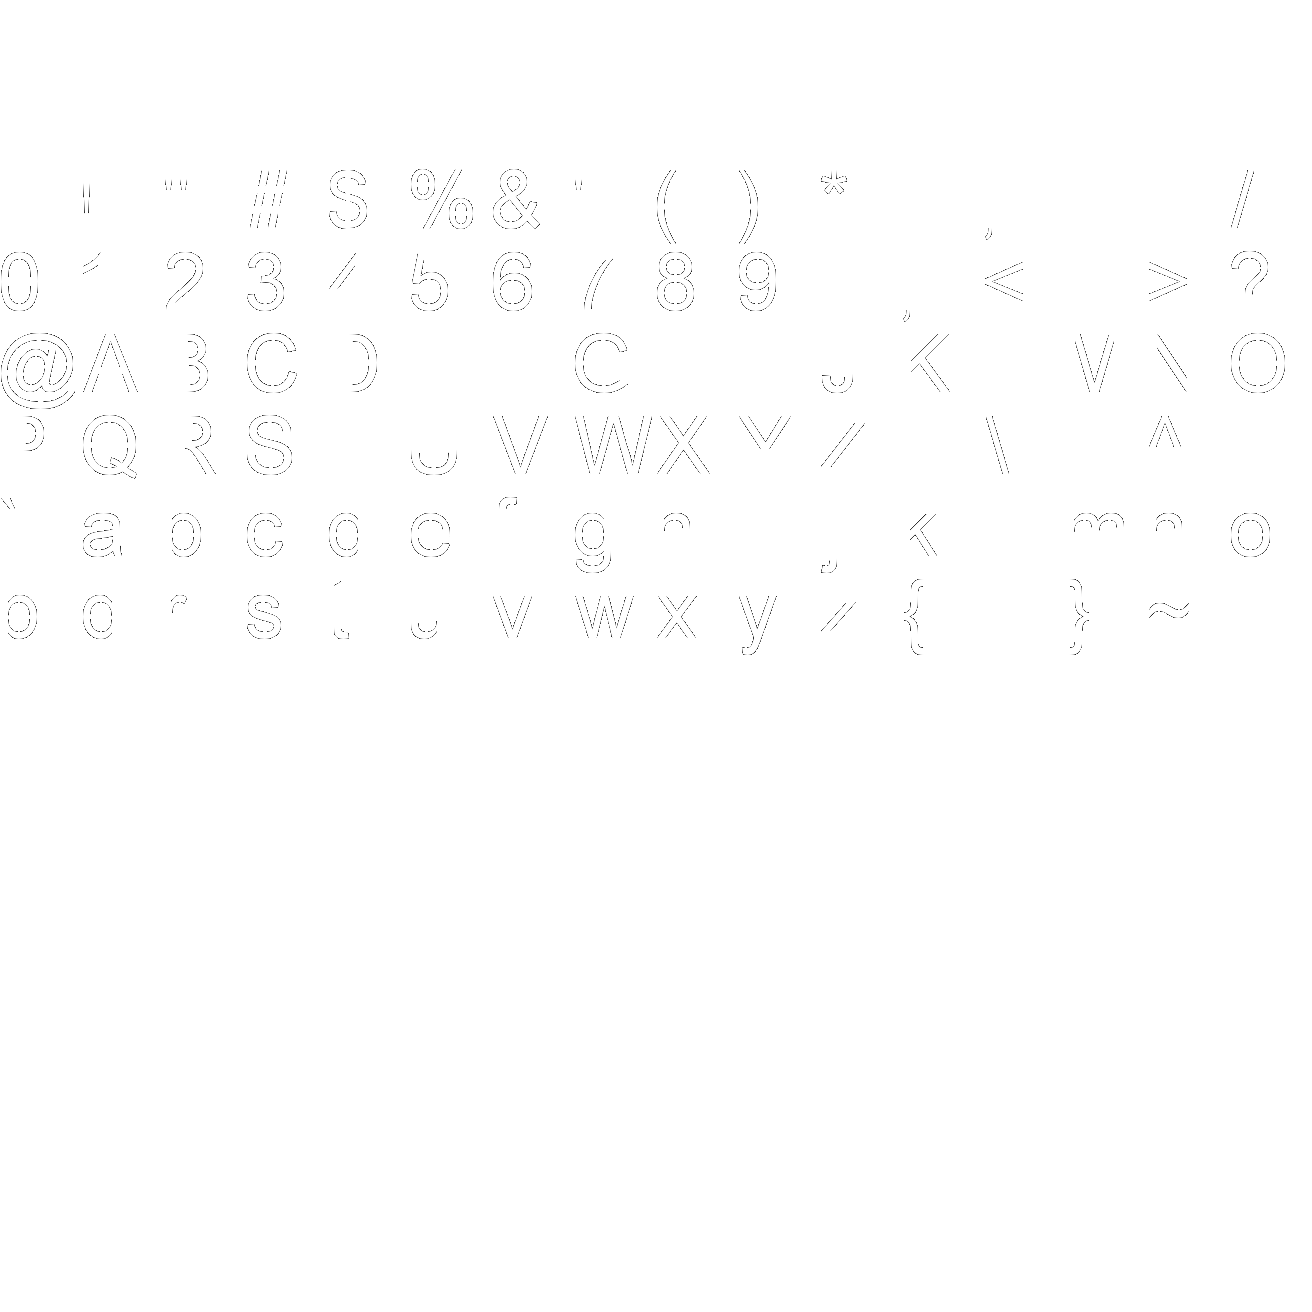 ! " # $ % & ' ( ) * , /
0 1 2 3 4 5 6 7 8 9 ; < > ?
@ A B C D G J K M N O
P Q R S U V W X Y Z \ ^
` a b c d e f g h j k m n o
p q r s t u v w x y z { } ~